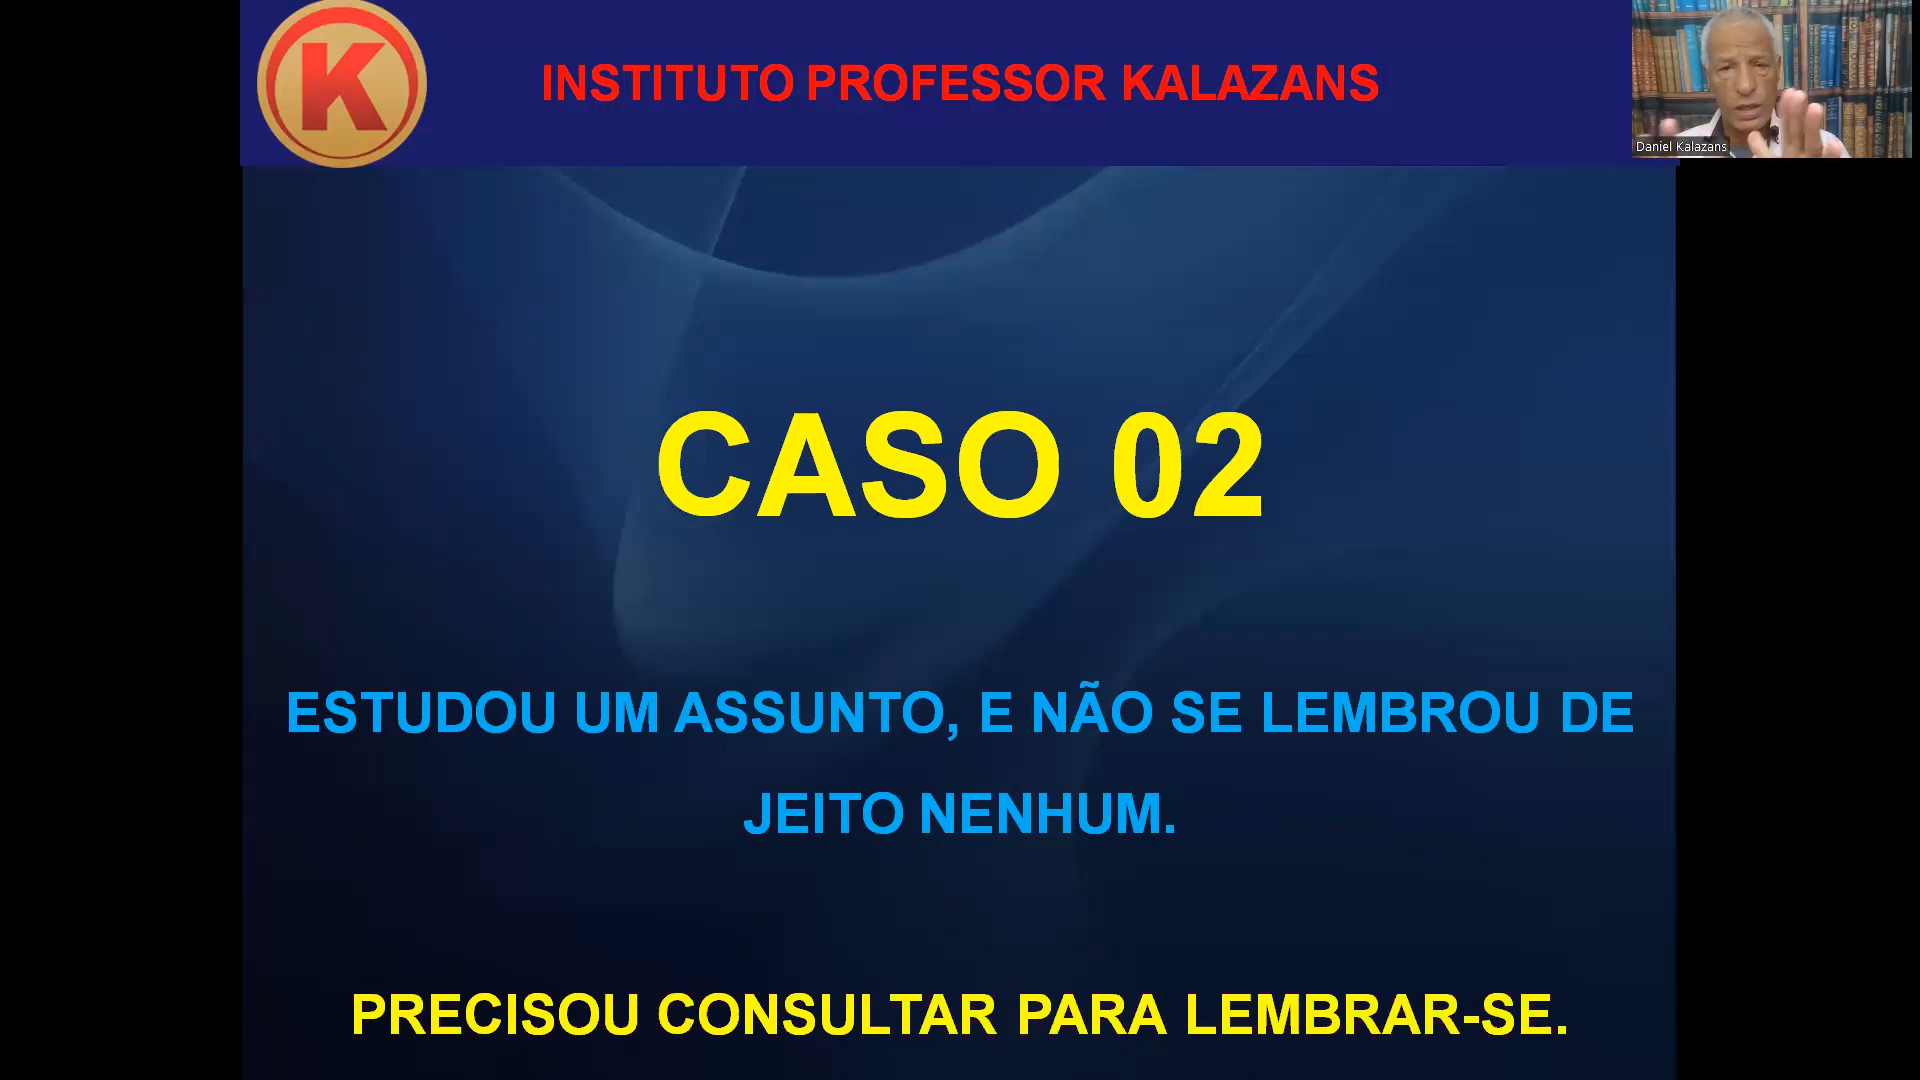 K
INSTITUTO PROFESSOR KALAZANS
Daniel Kalazans
CASO 02
ESTUDOU UM ASSUNTO, E NÃO SE LEMBROU DE
JEITO NENHUM.
PRECISOU CONSULTAR PARA LEMBRAR-SE.